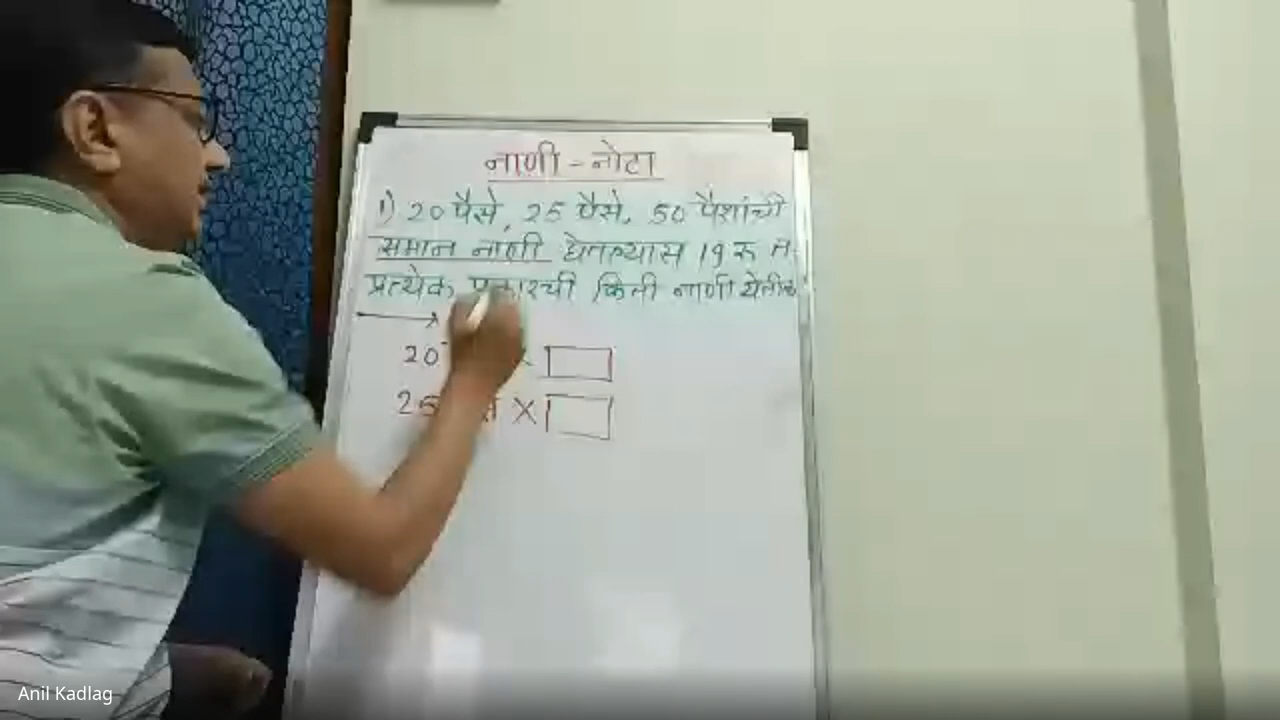 नाणी - नोटा
1) 20 पैसे, 25 पैसे, 50 पैशांची
समान नाणी घेतल्यास 19 रु त
प्रत्येक प्रकारची किती नाणी येतील
20 ×
25 ×
Anil Kadlag